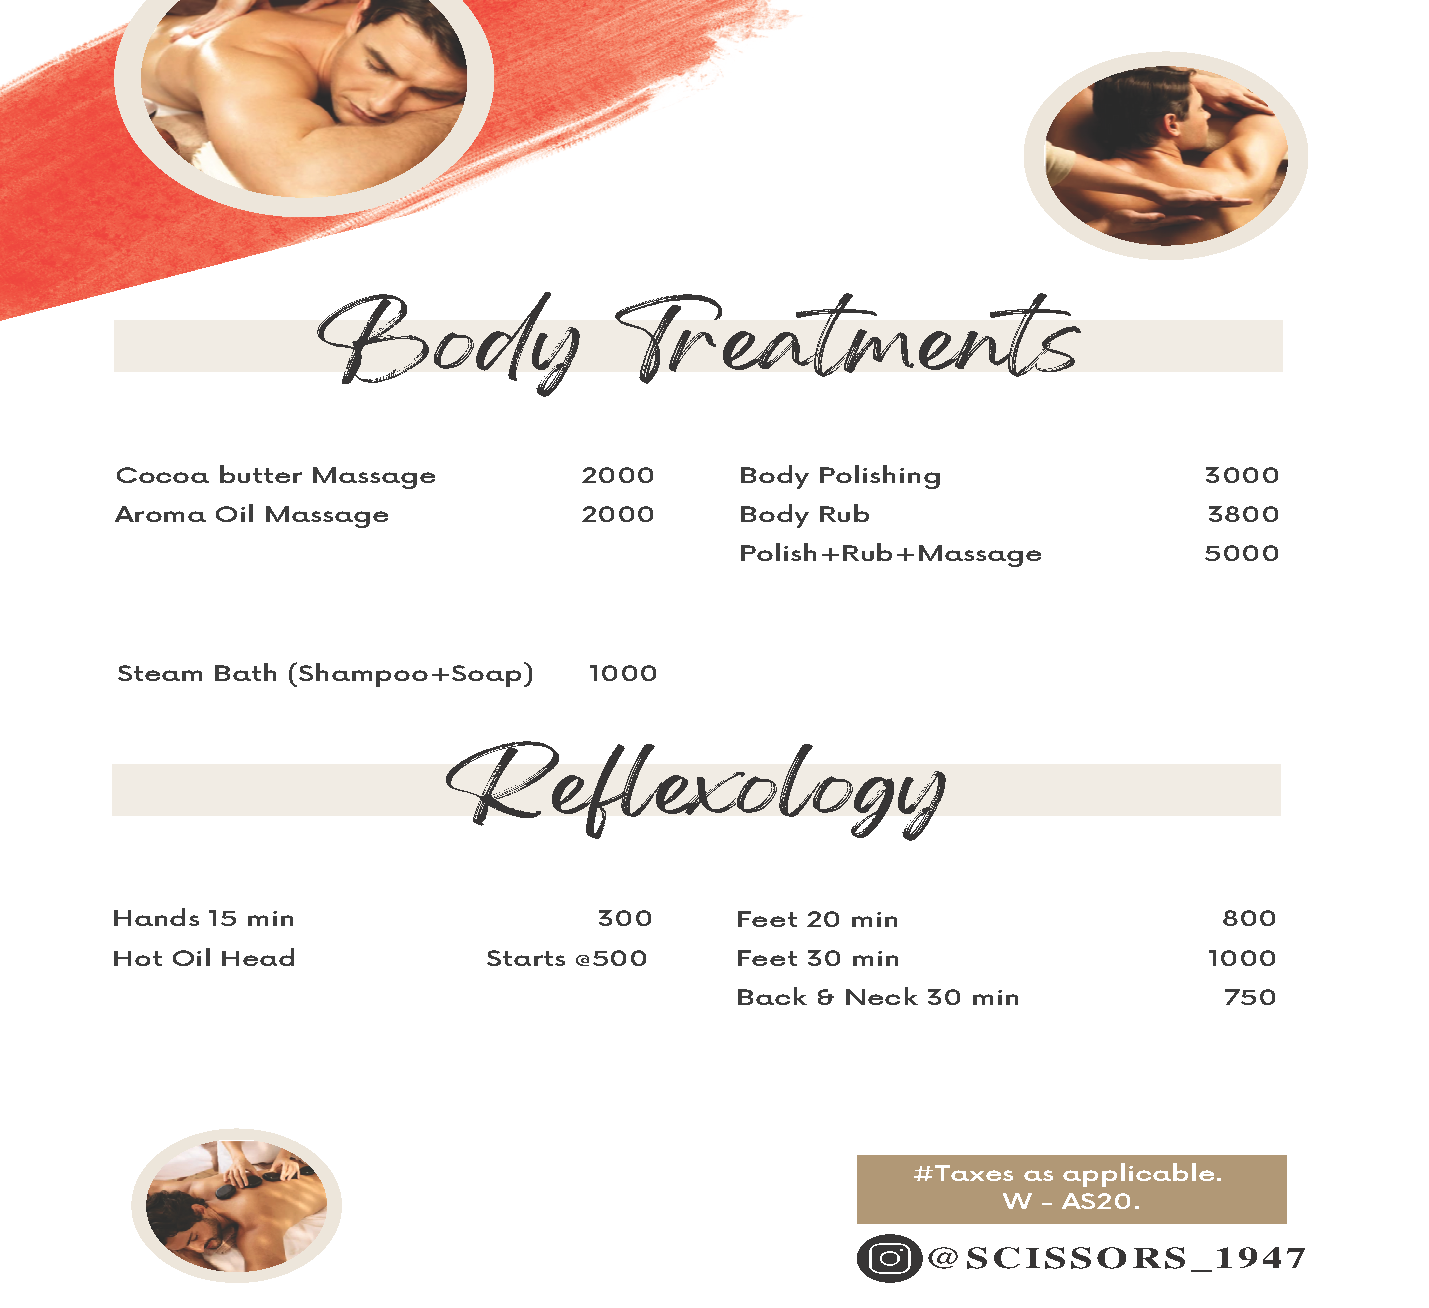 Body Treatments
Cocoa butter Massage 2000
Aroma Oil Massage 2000
Body Polishing 3000
Body Rub 3800
Polish+Rub+Massage 5000
Steam Bath (Shampoo+Soap) 1000
Reflexology
Hands 15 min 300
Hot Oil Head Starts @500
Feet 20 min 800
Feet 30 min 1000
Back & Neck 30 min 750
#Taxes as applicable.
W - AS20.
@SCISSORS_1947